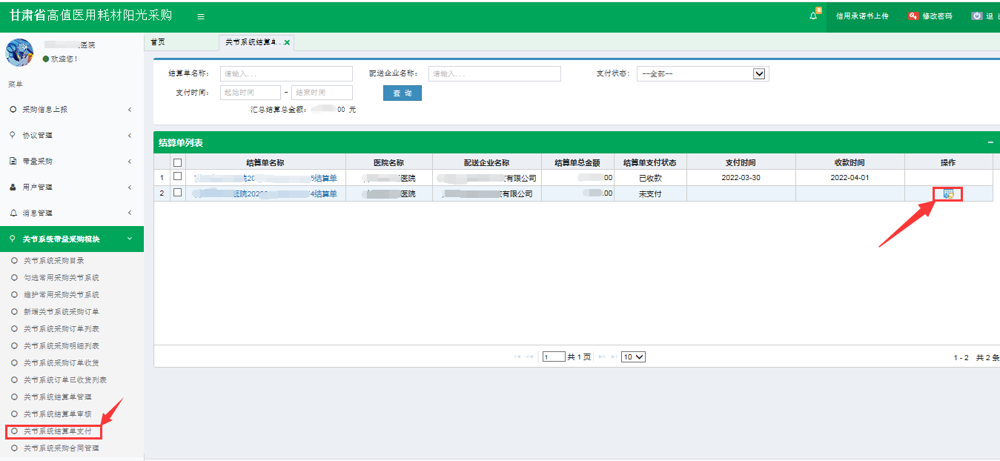 甘肃省高值医用耗材阳光采购
信用承诺书上传
修改密码
退 出
医院
欢迎您!
菜单
采购信息上报
协议管理
带量采购
用户管理
消息管理
关节系统带量采购模块
关节系统采购目录
勾选常用采购关节系统
维护常用采购关节系统
新增关节系统采购订单
关节系统采购订单列表
关节系统采购明细列表
关节系统采购订单收货
关节系统订单已收货列表
关节系统结算单管理
关节系统结算单审核
关节系统结算单支付
关节系统采购合同管理
首页 关节系统结算单...
结算单名称: 请输入... 配送企业名称: 请输入... 支付状态: --全部--
支付时间: 起始时间 - 结束时间 查 询
汇总结算总金额: 00 元
结算单列表
结算单名称 医院名称 配送企业名称 结算单总金额 结算单支付状态 支付时间 收款时间 操作
1 院20 5结算单 医院 有限公司 00 已收款 2022-03-30 2022-04-01
2 医院202 4结算单 医院 有限公司 .00 未支付
1 共 1 页 10
1 - 2 共 2 条